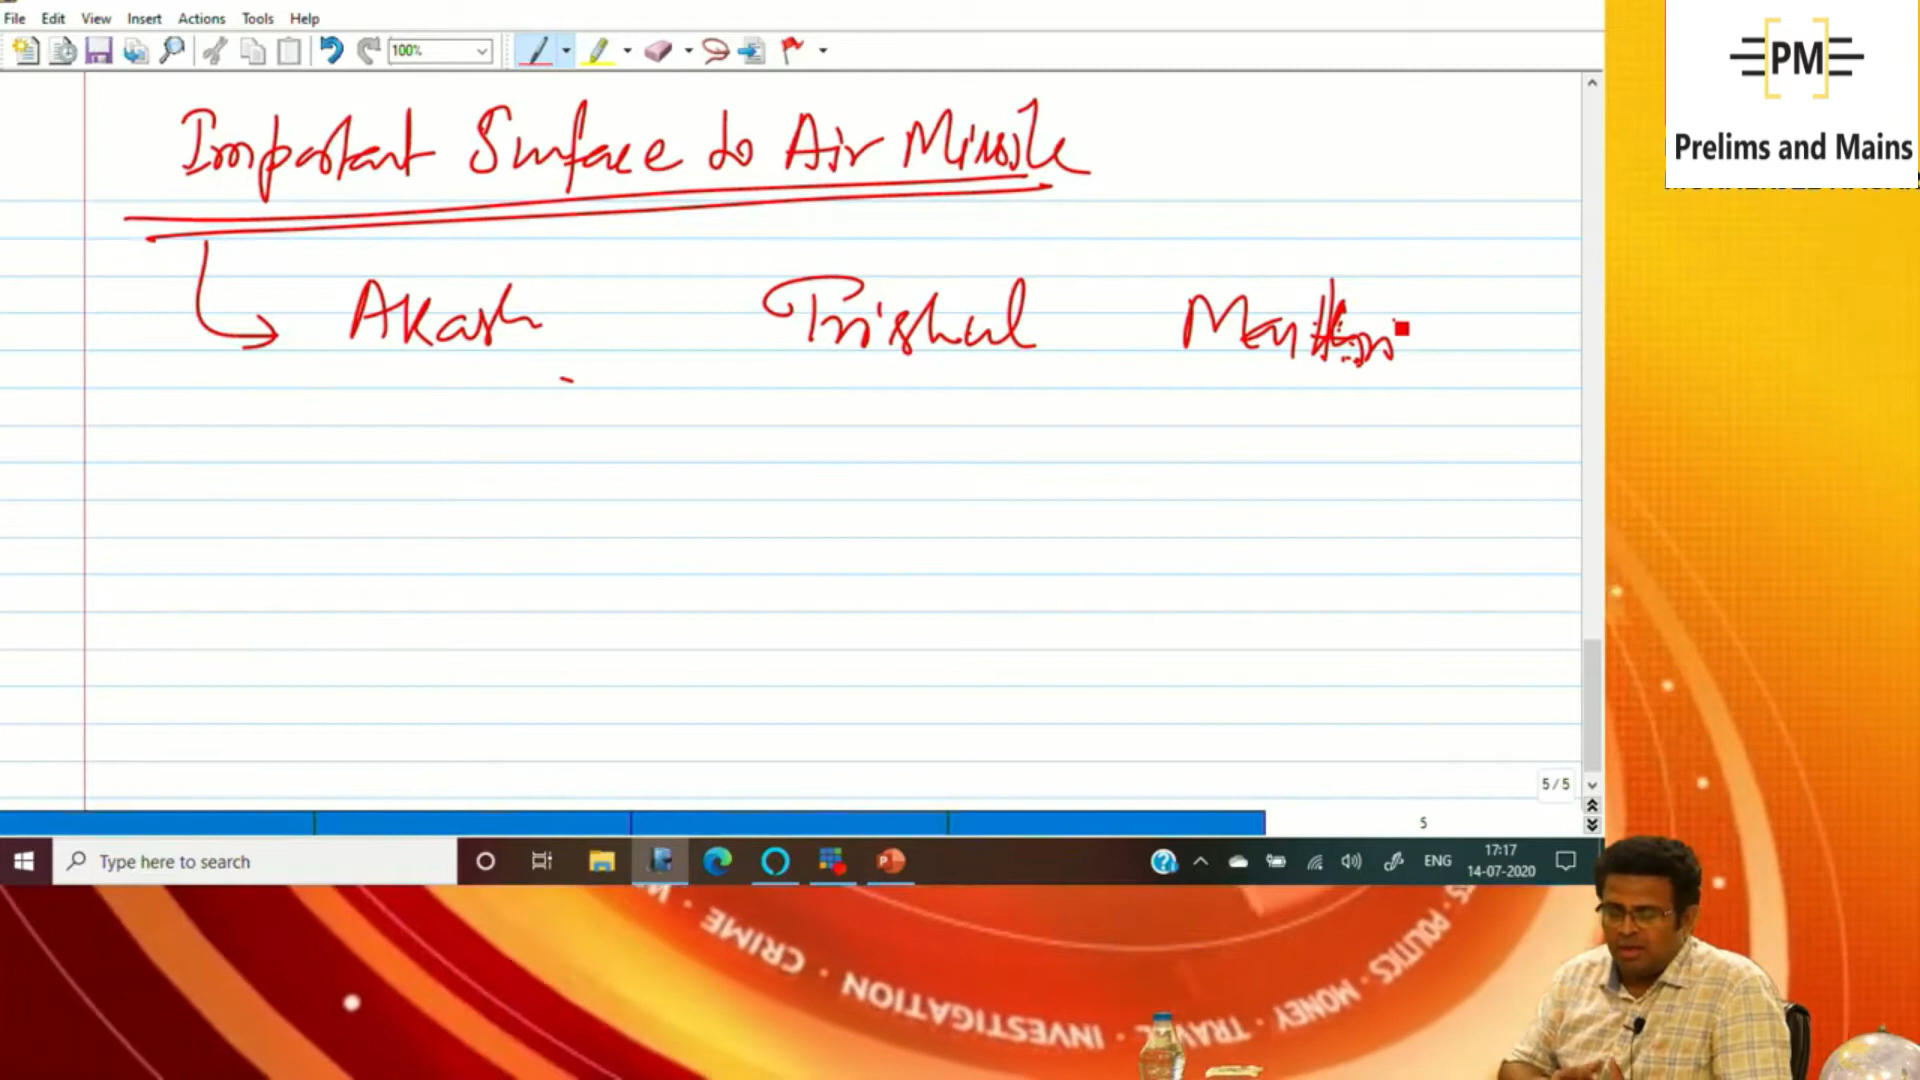 File Edit View Insert Actions Tools Help
100%
PM
Prelims and Mains
Important Surface to Air Missile
Akash Trishul
5/5
5
Type here to search
ENG
17:17
14-07-2020
CRIME · INVESTIGATION · TRAVEL · MONEY · POLITICS